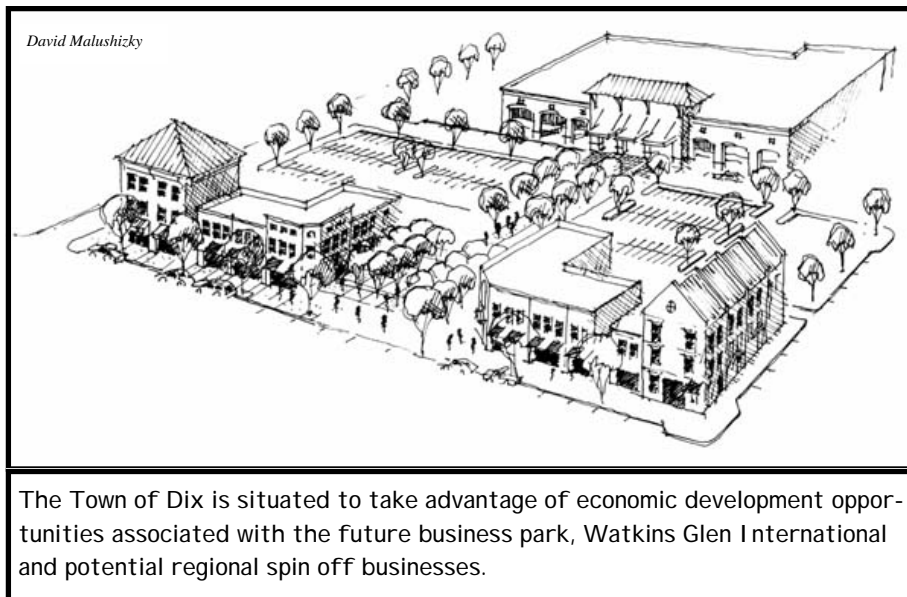 David Malushizky
The Town of Dix is situated to take advantage of economic development oppor-
tunities associated with the future business park, Watkins Glen International
and potential regional spin off businesses.